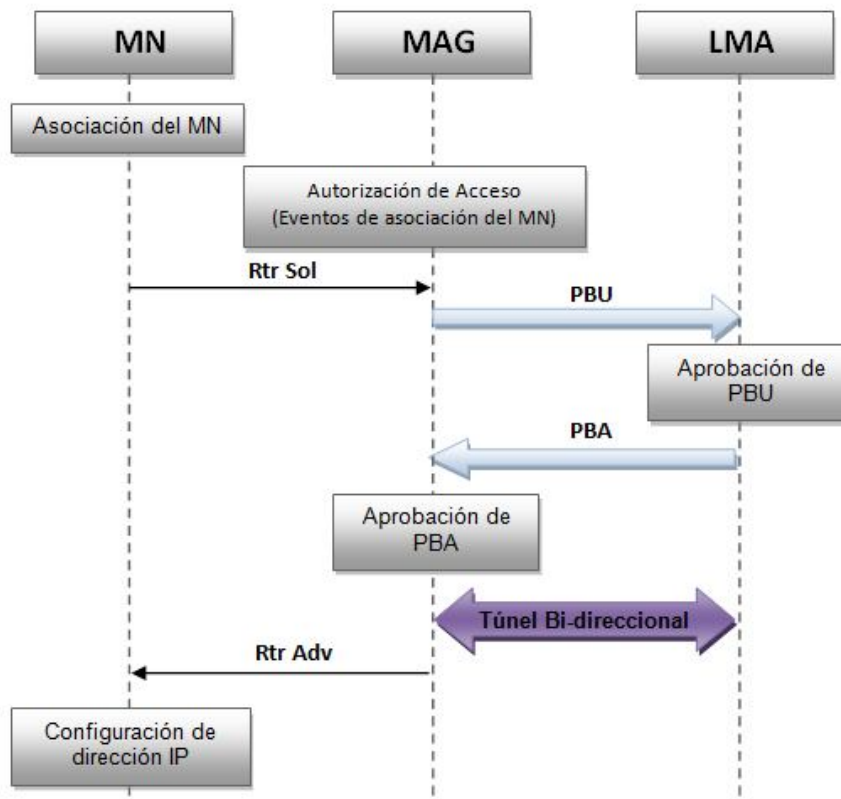 MN
MAG
LMA
Asociación del MN
Autorización de Acceso
(Eventos de asociación del MN)
Rtr Sol
PBU
Aprobación de
PBU
PBA
Aprobación de
PBA
Túnel Bi-direccional
Rtr Adv
Configuración de
dirección IP